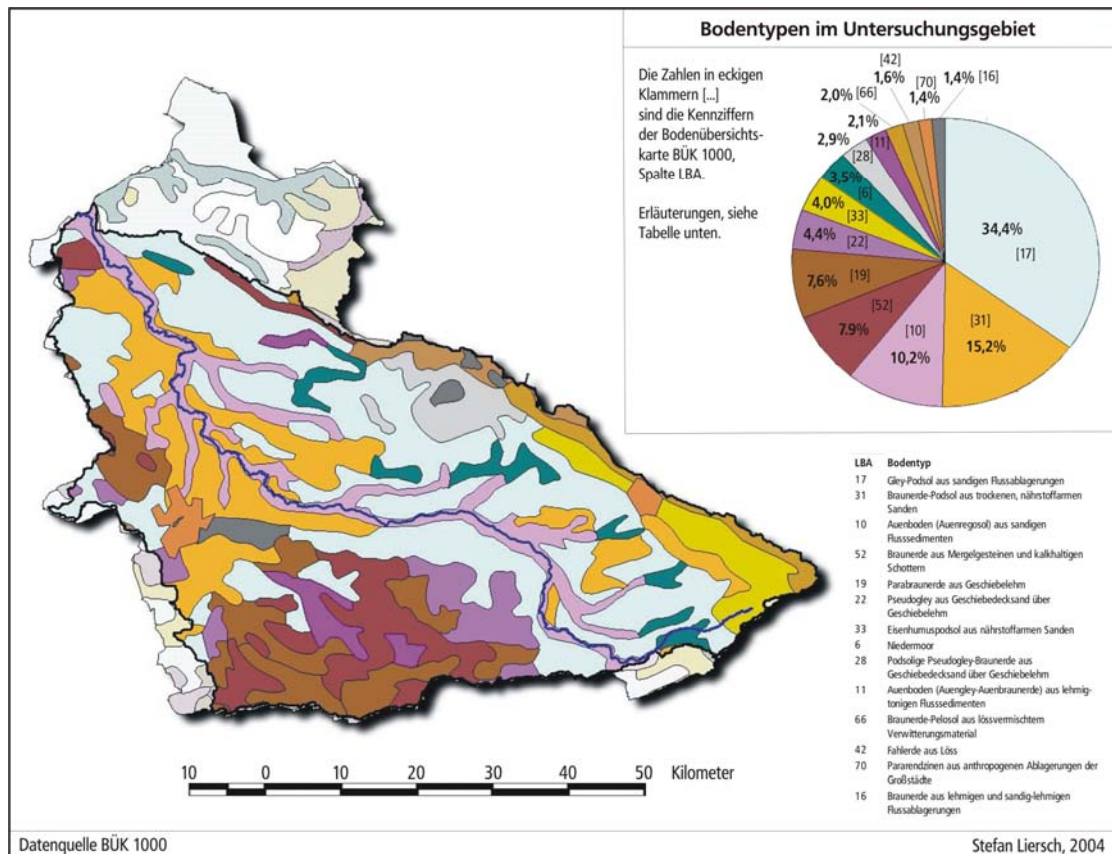 Bodentypen im Untersuchungsgebiet
Die Zahlen in eckigen
Klammern [...]
sind die Kennziffern
der Bodenübersichts-
karte BÜK 1000,
Spalte LBA.
Erläuterungen, siehe
Tabelle unten.
34,4%
[17]
[31]
15,2%
[10]
10,2%
[52]
7.9%
[19]
7,6%
[22]
4,4%
[33]
4,0%
[6]
3,5%
[28]
2,9%
[11]
2,1%
2,0% [66]
[42]
1,6%
[70]
1,4%
1,4% [16]
LBA Bodentyp
17 Gley-Podsol aus sandigen Flussablagerungen
31 Braunerde-Podsol aus trockenen, nährstoffarmen
Sanden
10 Auenboden (Auenregosol) aus sandigen
Flusssedimenten
52 Braunerde aus Mergelgesteinen und kalkhaltigen
Schottern
19 Parabraunerde aus Geschiebelehm
22 Pseudogley aus Geschiebedecksand über
Geschiebelehm
33 Eisenhumuspodsol aus nährstoffarmen Sanden
6 Niedermoor
28 Podsolige Pseudogley-Braunerde aus
Geschiebedecksand über Geschiebelehm
11 Auenboden (Auengley-Auenbraunerde) aus lehmig-
tonigen Flusssedimenten
66 Braunerde-Pelosol aus lössvermischtem
Verwitterungsmaterial
42 Fahlerde aus Löss
70 Pararendzinen aus anthropogenen Ablagerungen der
Großstädte
16 Braunerde aus lehmigen und sandig-lehmigen
Flussablagerungen
10 0 10 20 30 40 50 Kilometer
Datenquelle BÜK 1000
Stefan Liersch, 2004